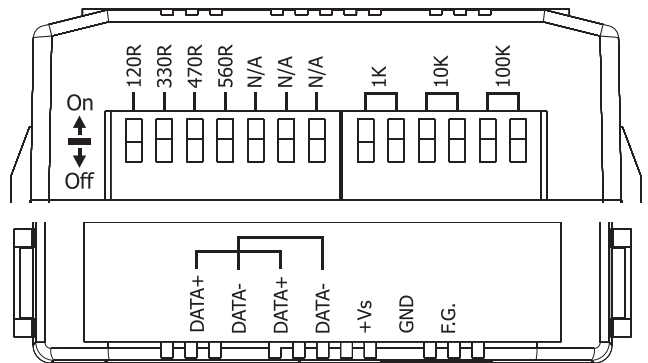 120R 330R 470R 560R N/A N/A N/A 1K 10K 100K
On
Off
DATA+ DATA- DATA+ DATA- +Vs GND F.G.